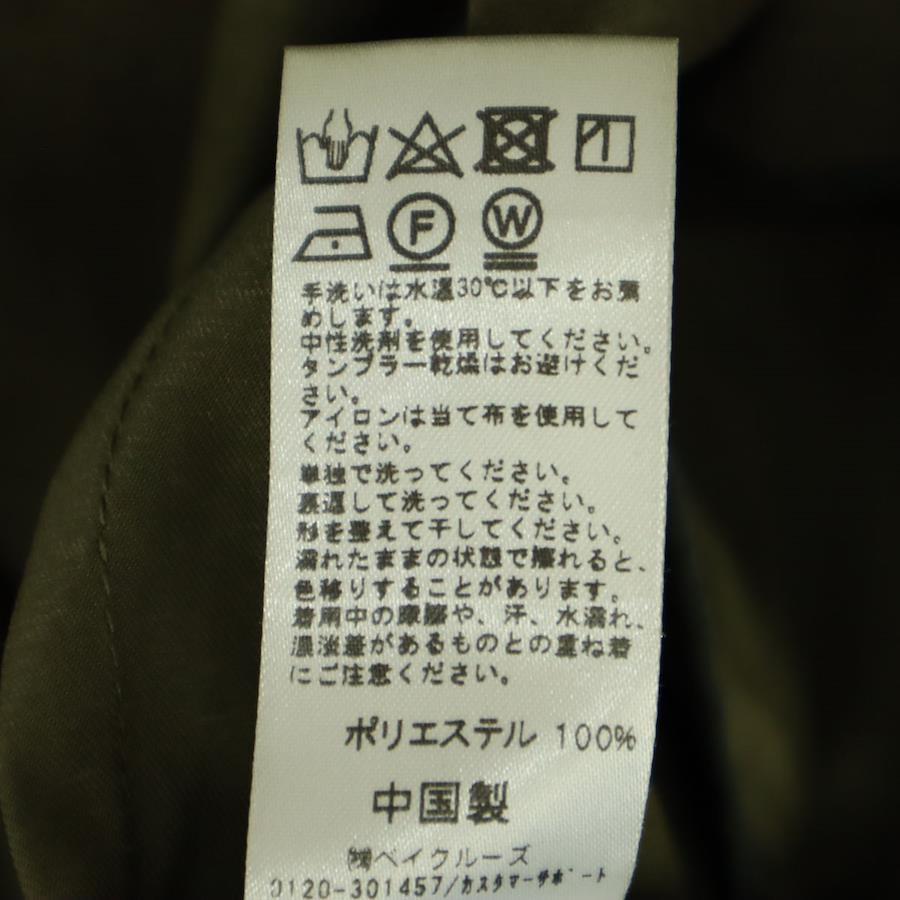 F W
手洗いは水温30℃以下をお薦
めします。
中性洗剤を使用してください。
タンブラー乾燥はお避けくだ
さい。
アイロンは当て布を使用して
ください。
単独で洗ってください。
裏返して洗ってください。
形を整えて干してください。
濡れたままの状態で擦れると、
色移りすることがあります。
着用中の摩擦や、汗、水濡れ、
濃淡差があるものとの重ね着
にご注意ください。
ポリエステル 100%
中国製
㈱ベイクルーズ
0120-301457/カスタマーサポート